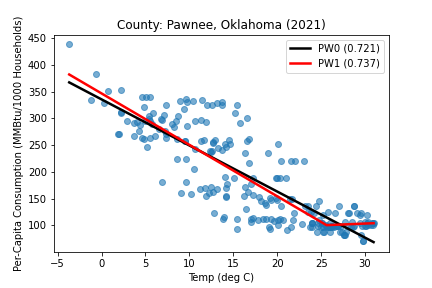 County: Pawnee, Oklahoma (2021)
Per-Capita Consumption (MMBtu/1000 Households)
450
400
350
300
250
200
150
100
PW0 (0.721)
PW1 (0.737)
-5 0 5 10 15 20 25 30
Temp (deg C)